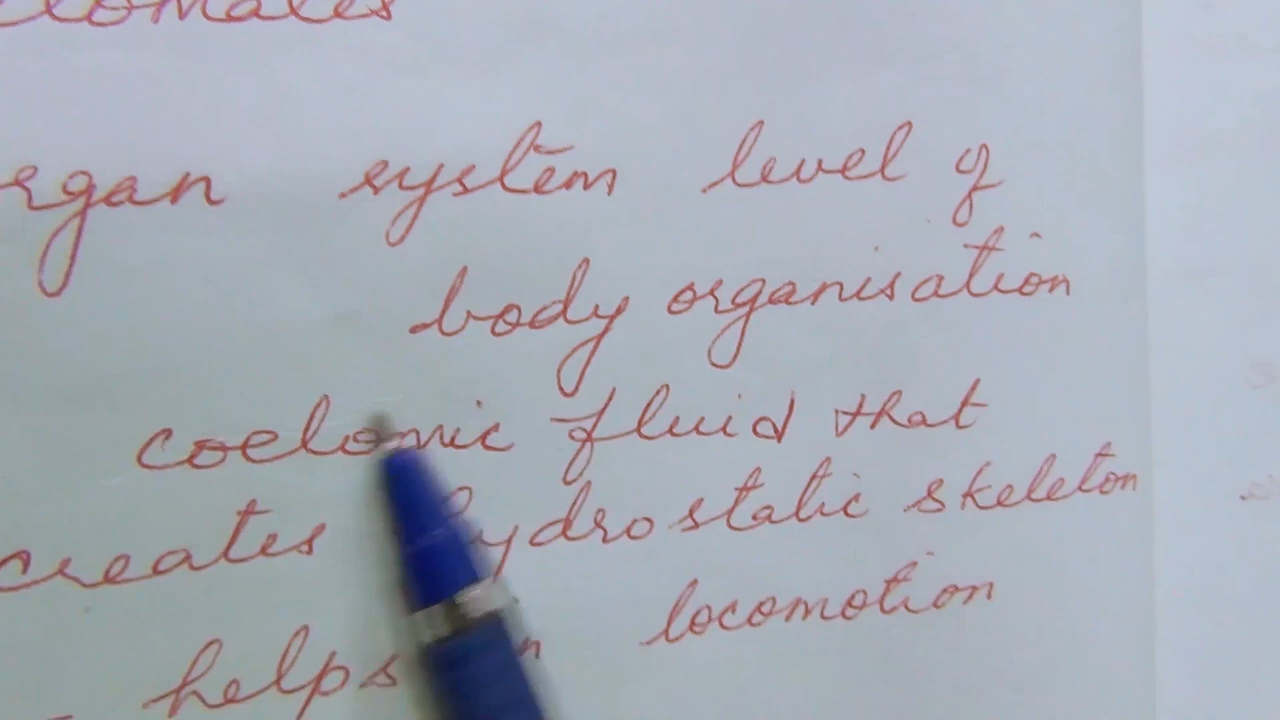 organ system level of
body organisation
coelomic fluid that
creates hydrostatic skeleton
helps in locomotion